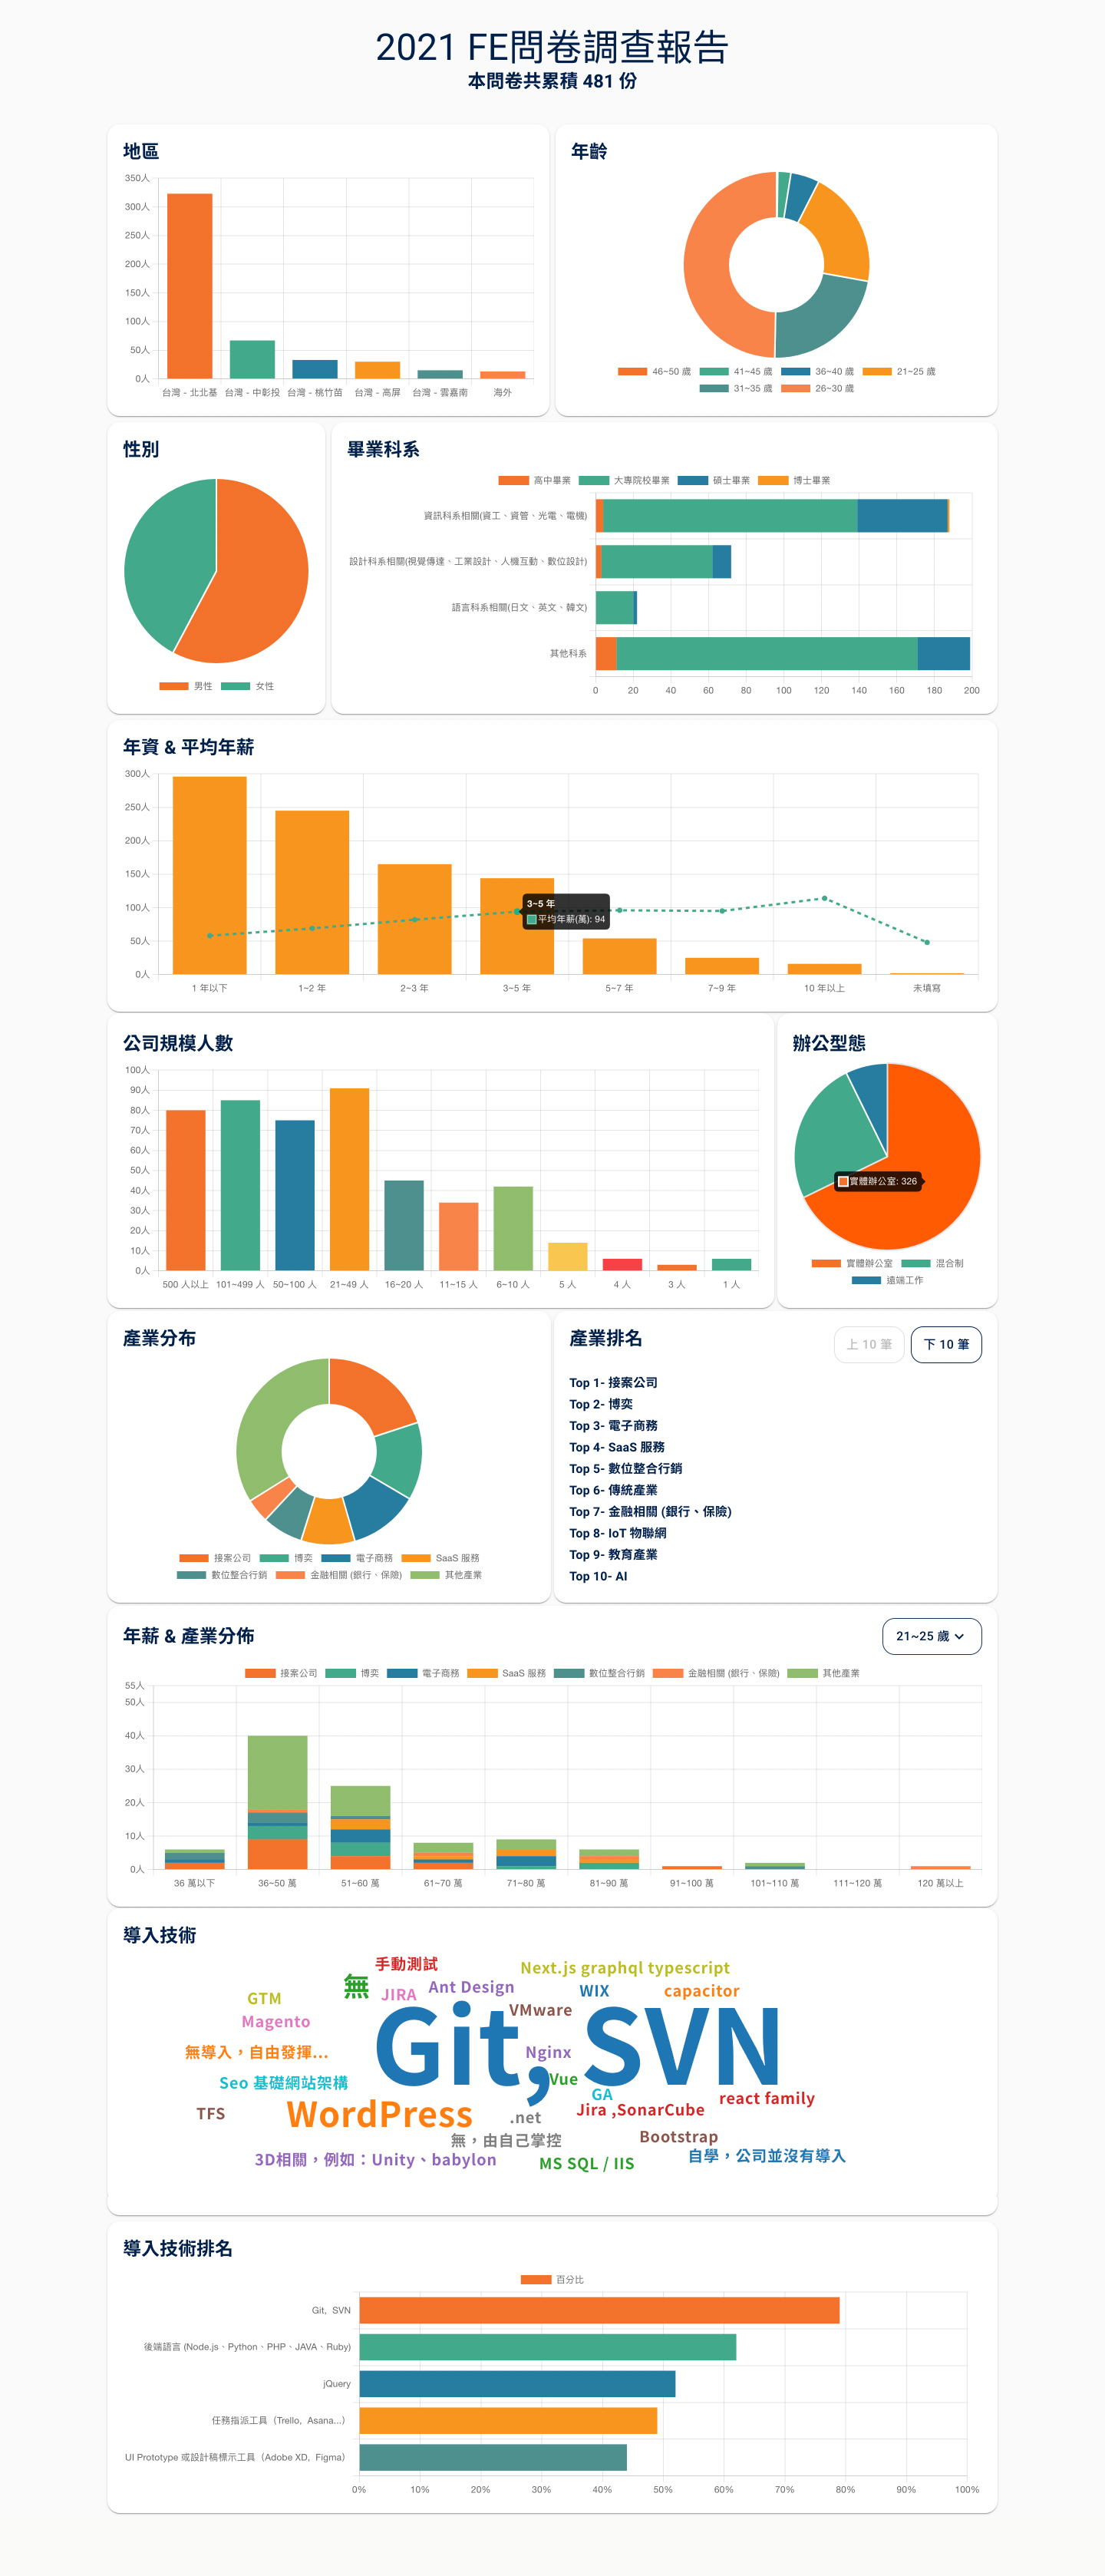 2021 FE問卷調查報告
本問卷共累積 481 份
地區
350人
300人
250人
200人
150人
100人
50人
0人
台灣 - 北北基 台灣 - 中彰投 台灣 - 桃竹苗 台灣 - 高屏 台灣 - 雲嘉南 海外
年齡
46~50 歲 41~45 歲 36~40 歲 21~25 歲
31~35 歲 26~30 歲
性別
男性 女性
畢業科系
高中畢業 大專院校畢業 碩士畢業 博士畢業
資訊科系相關(資工、資管、光電、電機)
設計科系相關(視覺傳達、工業設計、人機互動、數位設計)
語言科系相關(日文、英文、韓文)
其他科系
0 20 40 60 80 100 120 140 160 180 200
年資 & 平均年薪
300人
250人
200人
150人
100人
50人
0人
3~5 年
平均年薪(萬): 94
1 年以下 1~2 年 2~3 年 3~5 年 5~7 年 7~9 年 10 年以上 未填寫
公司規模人數
100人
90人
80人
70人
60人
50人
40人
30人
20人
10人
0人
500 人以上 101~499 人 50~100 人 21~49 人 16~20 人 11~15 人 6~10 人 5 人 4 人 3 人 1 人
辦公型態
實體辦公室: 326
實體辦公室 混合制
遠端工作
產業分布
接案公司 博奕 電子商務 SaaS 服務
數位整合行銷 金融相關 (銀行、保險) 其他產業
產業排名
上 10 筆 下 10 筆
Top 1- 接案公司
Top 2- 博奕
Top 3- 電子商務
Top 4- SaaS 服務
Top 5- 數位整合行銷
Top 6- 傳統產業
Top 7- 金融相關 (銀行、保險)
Top 8- IoT 物聯網
Top 9- 教育產業
Top 10- AI
年薪 & 產業分佈
21~25 歲
接案公司 博奕 電子商務 SaaS 服務 數位整合行銷 金融相關 (銀行、保險) 其他產業
55人
50人
40人
30人
20人
10人
0人
36 萬以下 36~50 萬 51~60 萬 61~70 萬 71~80 萬 81~90 萬 91~100 萬 101~110 萬 111~120 萬 120 萬以上
導入技術
手動測試
Next.js graphql typescript
無
JIRA
Ant Design
WIX
capacitor
GTM
VMware
Magento
Git, SVN
無導入，自由發揮...
Nginx
Vue
Seo 基礎網站架構
GA
react family
TFS
WordPress
.net
Jira ,SonarCube
無，由自己掌控
Bootstrap
3D相關，例如：Unity、babylon
MS SQL / IIS
自學，公司並沒有導入
導入技術排名
百分比
Git, SVN
後端語言 (Node.js、Python、PHP、JAVA、Ruby)
jQuery
任務指派工具（Trello, Asana...）
UI Prototype 或設計稿標示工具（Adobe XD, Figma）
0% 10% 20% 30% 40% 50% 60% 70% 80% 90% 100%